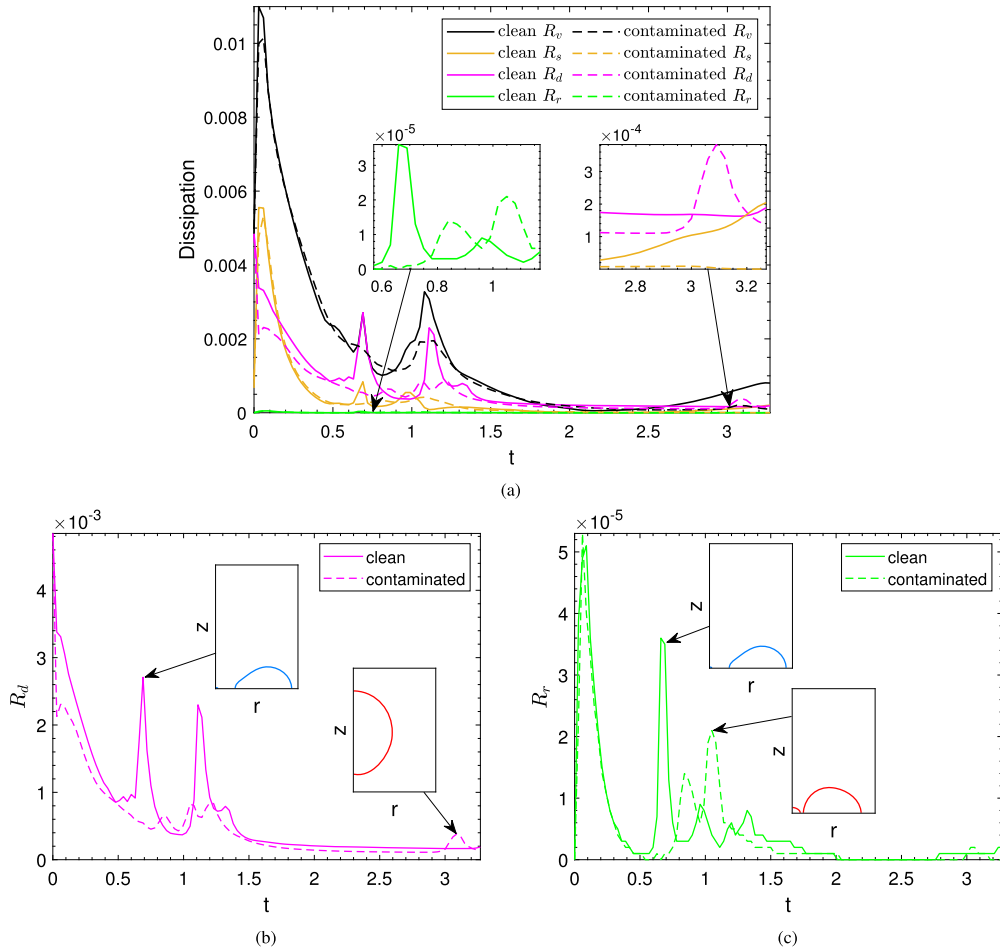 0.01
0.008
0.006
0.004
0.002
0
Dissipation
clean R_v contaminated R_v
clean R_s contaminated R_s
clean R_d contaminated R_d
clean R_r contaminated R_r
×10^-5
3
2
1
0
0.6 0.8 1
×10^-4
3
2
1
0
2.8 3 3.2
0 0.5 1 1.5 2 2.5 3
t
(a)
×10^-3
4
3
2
1
0
R_d
clean
contaminated
z
r
z
r
0 0.5 1 1.5 2 2.5 3
t
(b)
×10^-5
5
4
3
2
1
0
R_r
clean
contaminated
z
r
z
r
0 0.5 1 1.5 2 2.5 3
t
(c)